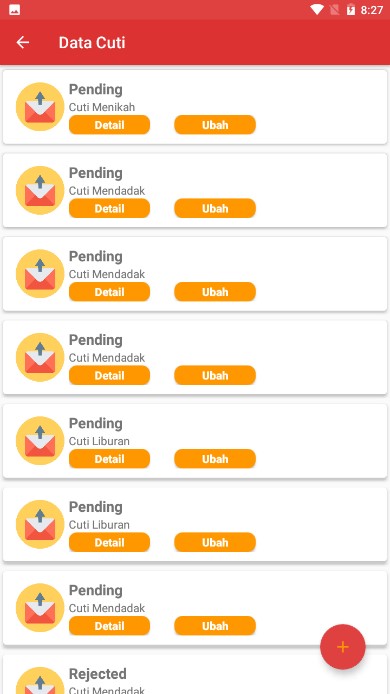 8:27
Data Cuti
Pending
Cuti Menikah
Detail Ubah
Pending
Cuti Mendadak
Detail Ubah
Pending
Cuti Mendadak
Detail Ubah
Pending
Cuti Mendadak
Detail Ubah
Pending
Cuti Liburan
Detail Ubah
Pending
Cuti Liburan
Detail Ubah
Pending
Cuti Mendadak
Detail Ubah
Rejected
Cuti Mendadak